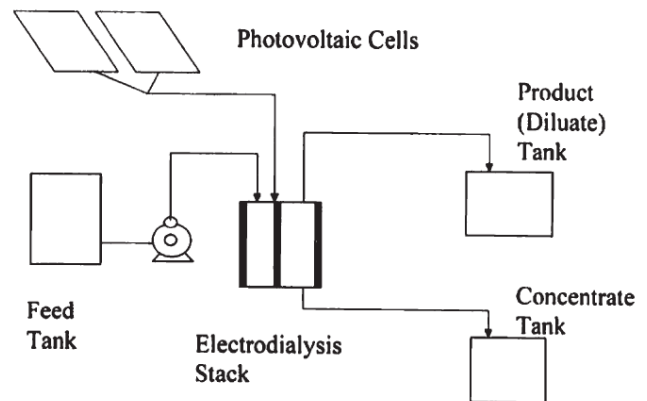 Photovoltaic Cells
Product
(Diluate)
Tank
Feed
Tank
Electrodialysis
Stack
Concentrate
Tank